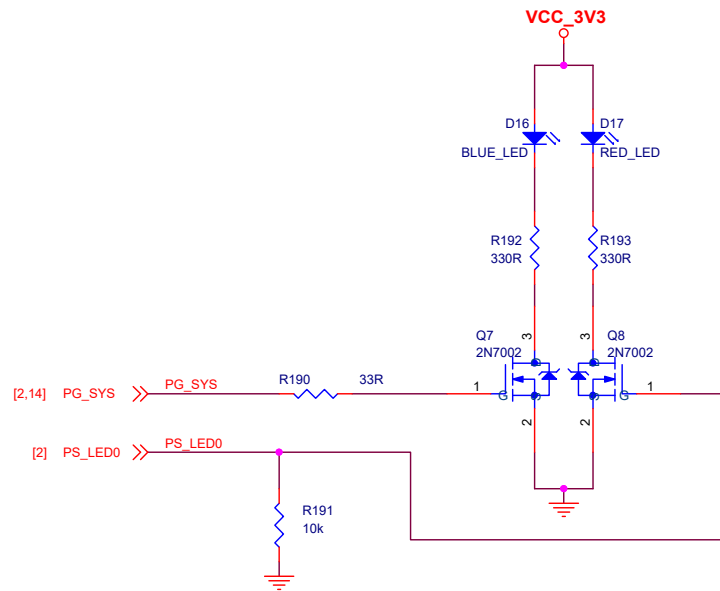 VCC_3V3
D16
D17
BLUE_LED
RED_LED
R192
R193
330R
330R
Q7
3
3
Q8
2N7002
2N7002
[2,14] PG_SYS
PG_SYS
R190
33R
1
1
G
G
2
2
[2] PS_LED0
PS_LED0
R191
10k